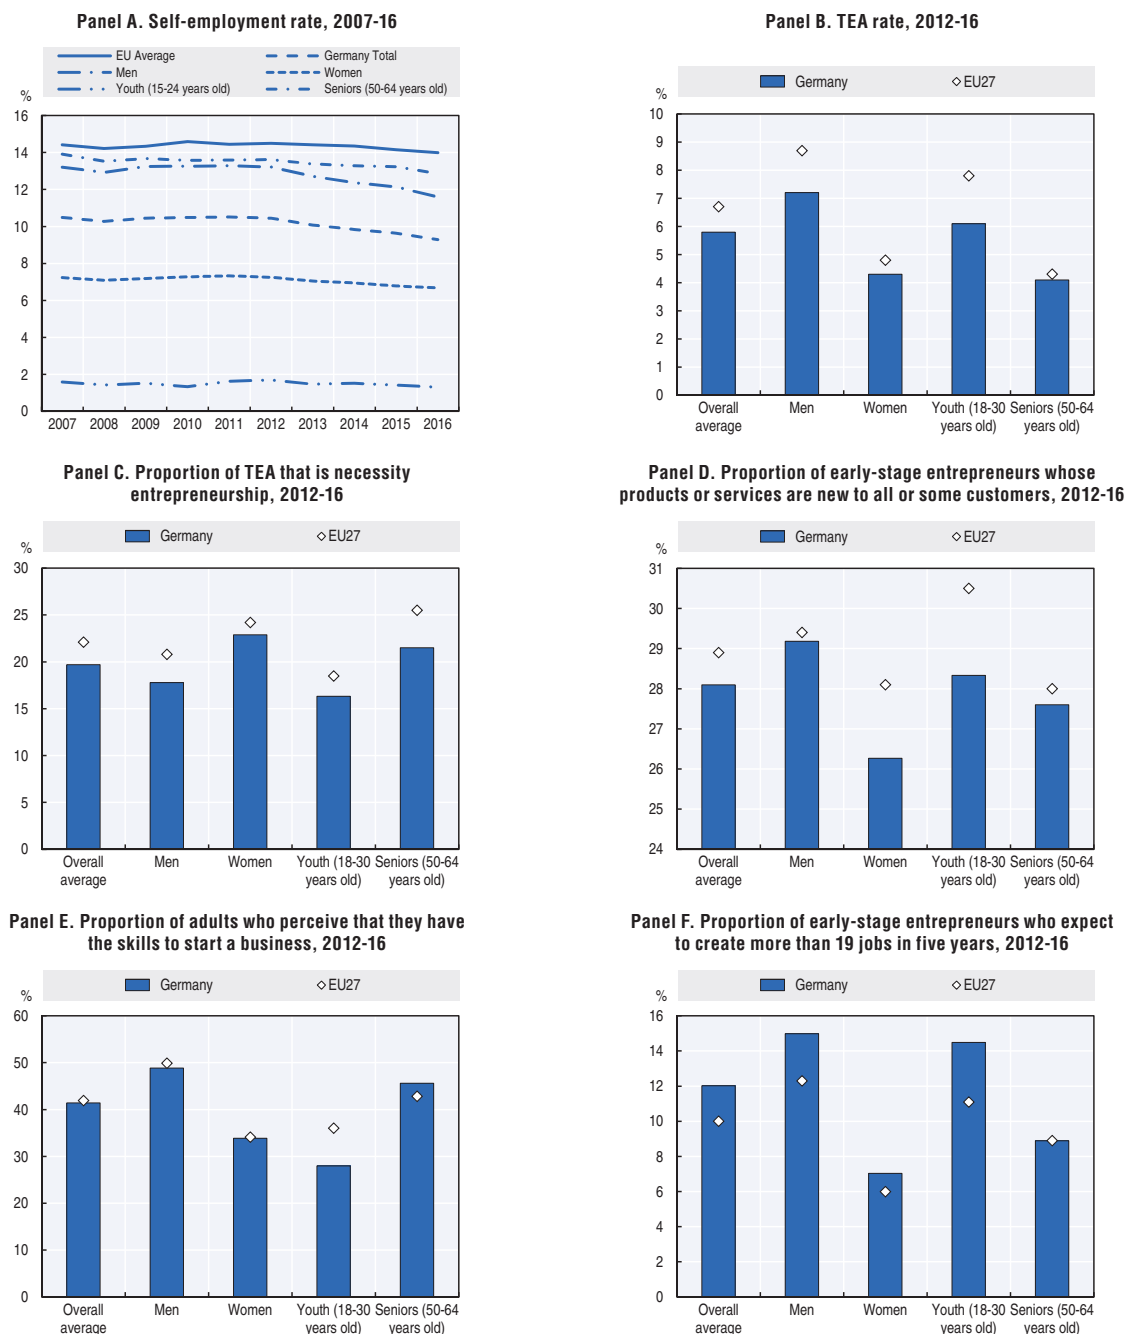 Panel A. Self-employment rate, 2007-16
EU Average
Germany Total
Men
Women
Youth (15-24 years old)
Seniors (50-64 years old)
%
16
14
12
10
8
6
4
2
0
2007 2008 2009 2010 2011 2012 2013 2014 2015 2016
Panel B. TEA rate, 2012-16
Germany
EU27
%
10
9
8
7
6
5
4
3
2
1
0
Overall average
Men
Women
Youth (18-30 years old)
Seniors (50-64 years old)
Panel C. Proportion of TEA that is necessity
entrepreneurship, 2012-16
Germany
EU27
%
30
25
20
15
10
5
0
Overall average
Men
Women
Youth (18-30 years old)
Seniors (50-64 years old)
Panel D. Proportion of early-stage entrepreneurs whose
products or services are new to all or some customers, 2012-16
Germany
EU27
%
31
30
29
28
27
26
25
24
Overall average
Men
Women
Youth (18-30 years old)
Seniors (50-64 years old)
Panel E. Proportion of adults who perceive that they have
the skills to start a business, 2012-16
Germany
EU27
%
60
50
40
30
20
10
0
Overall average
Men
Women
Youth (18-30 years old)
Seniors (50-64 years old)
Panel F. Proportion of early-stage entrepreneurs who expect
to create more than 19 jobs in five years, 2012-16
Germany
EU27
%
16
14
12
10
8
6
4
2
0
Overall average
Men
Women
Youth (18-30 years old)
Seniors (50-64 years old)